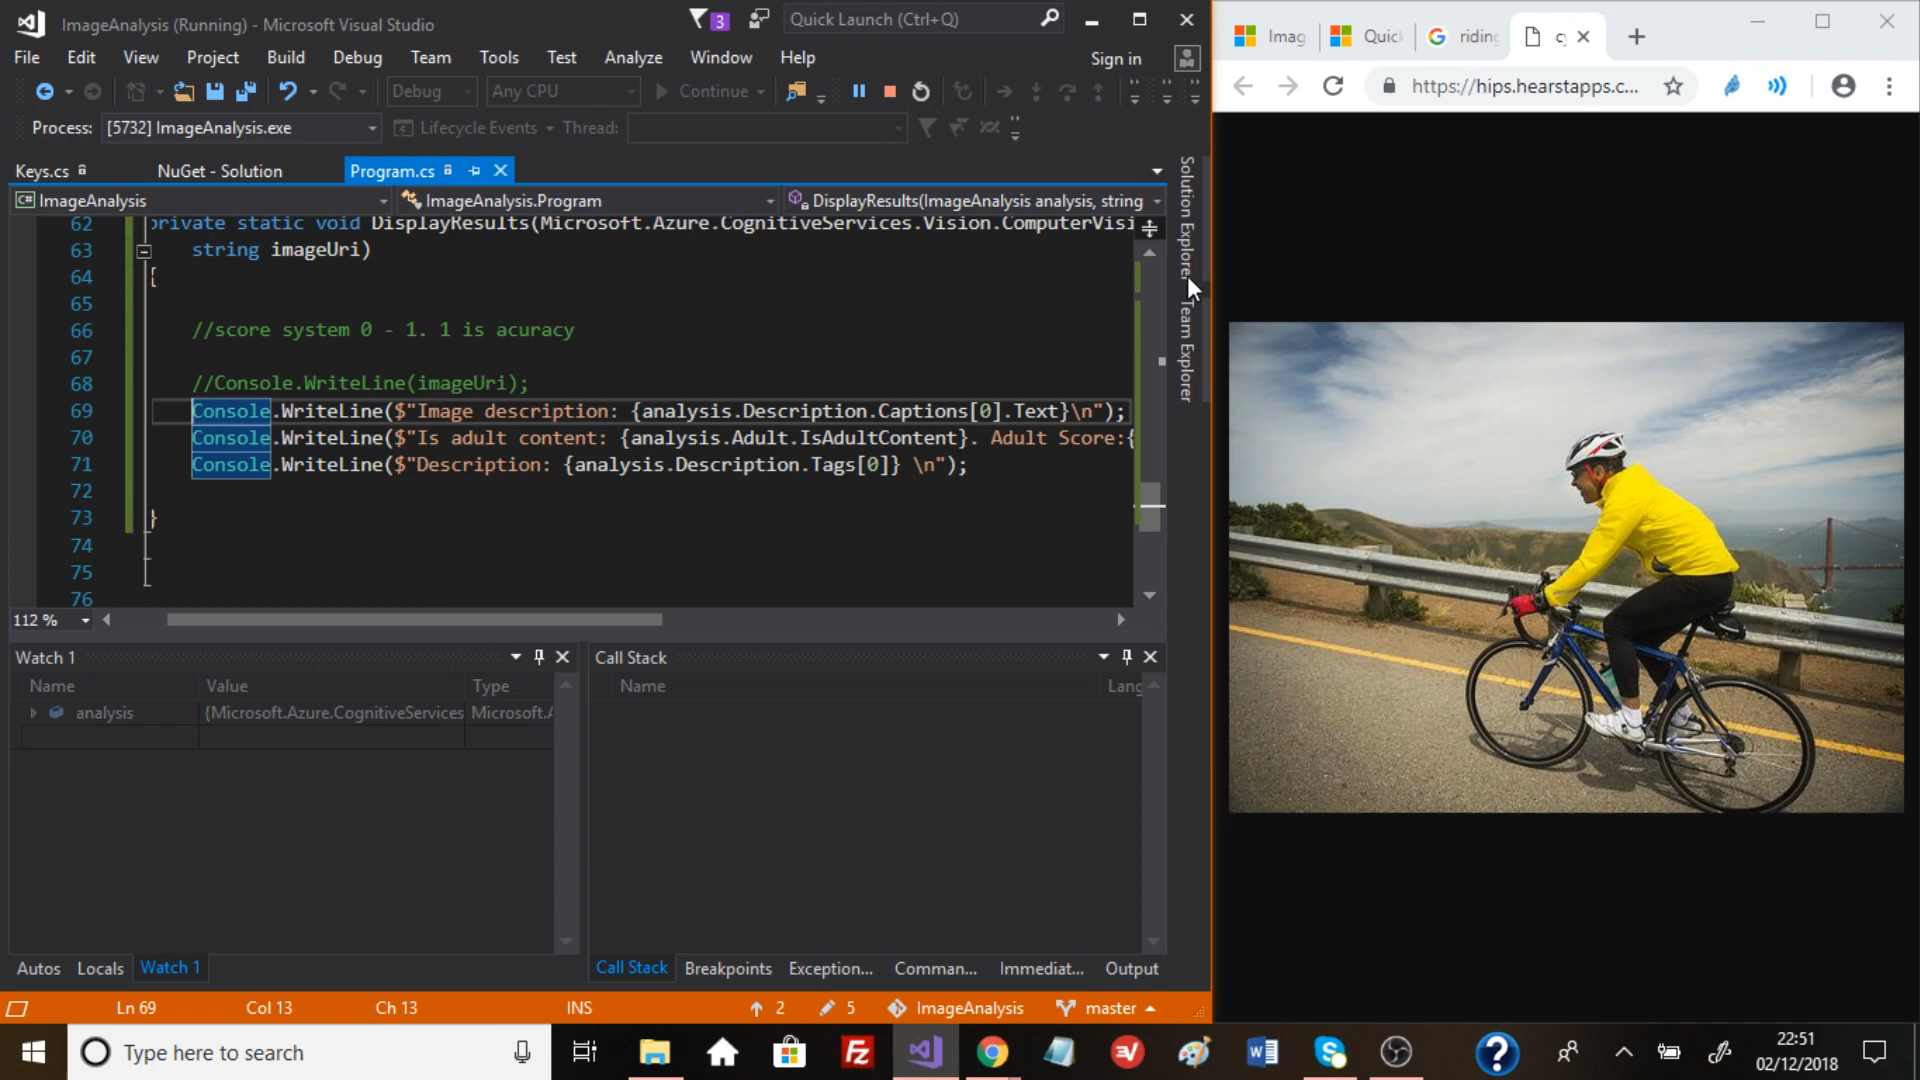 ImageAnalysis (Running) - Microsoft Visual Studio
3
Quick Launch (Ctrl+Q)
File Edit View Project Build Debug Team Tools Test Analyze Window Help
Sign in
Debug Any CPU Continue
Process: [5732] ImageAnalysis.exe Lifecycle Events Thread:
Keys.cs NuGet - Solution Program.cs
ImageAnalysis ImageAnalysis.Program DisplayResults(ImageAnalysis analysis, string
62 private static void DisplayResults(Microsoft.Azure.CognitiveServices.Vision.ComputerVisi
63 string imageUri)
64 {
65
66 //score system 0 - 1. 1 is acuracy
67
68 //Console.WriteLine(imageUri);
69 Console.WriteLine($"Image description: {analysis.Description.Captions[0].Text}\n");
70 Console.WriteLine($"Is adult content: {analysis.Adult.IsAdultContent}. Adult Score:{
71 Console.WriteLine($"Description: {analysis.Description.Tags[0]} \n");
72
73 }
74
75
76
112 %
Solution Explorer
Team Explorer
Watch 1
Name Value Type
analysis {Microsoft.Azure.CognitiveServices Microsoft.A
Call Stack
Name Lang
Autos Locals Watch 1
Call Stack Breakpoints Exception... Comman... Immediat... Output
Ln 69 Col 13 Ch 13 INS 2 5 ImageAnalysis master
Imag Quic riding cy
https://hips.hearstapps.c...
Type here to search
22:51
02/12/2018